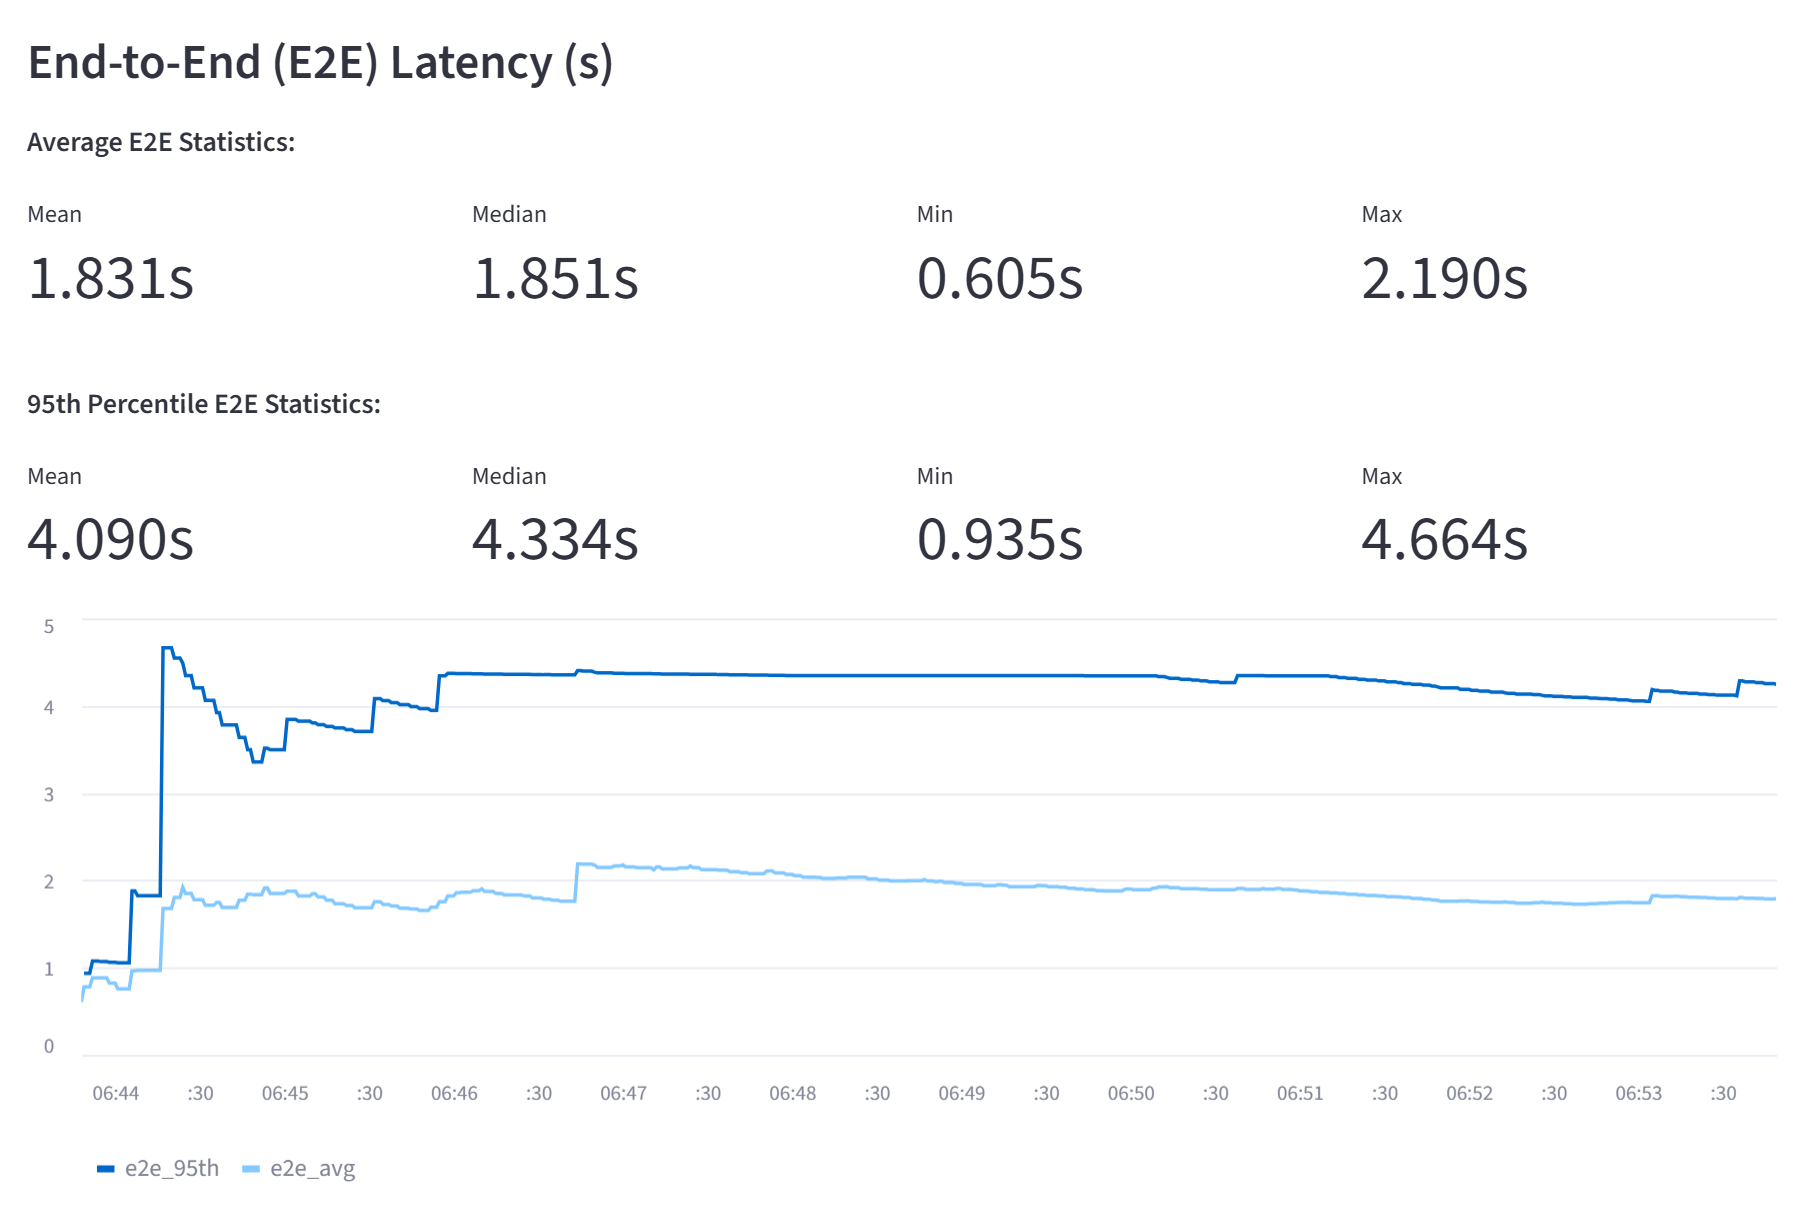 End-to-End (E2E) Latency (s)
Average E2E Statistics:
Mean Median Min Max
1.831s 1.851s 0.605s 2.190s
95th Percentile E2E Statistics:
Mean Median Min Max
4.090s 4.334s 0.935s 4.664s
5
4
3
2
1
0
06:44 :30 06:45 :30 06:46 :30 06:47 :30 06:48 :30 06:49 :30 06:50 :30 06:51 :30 06:52 :30 06:53 :30
e2e_95th e2e_avg